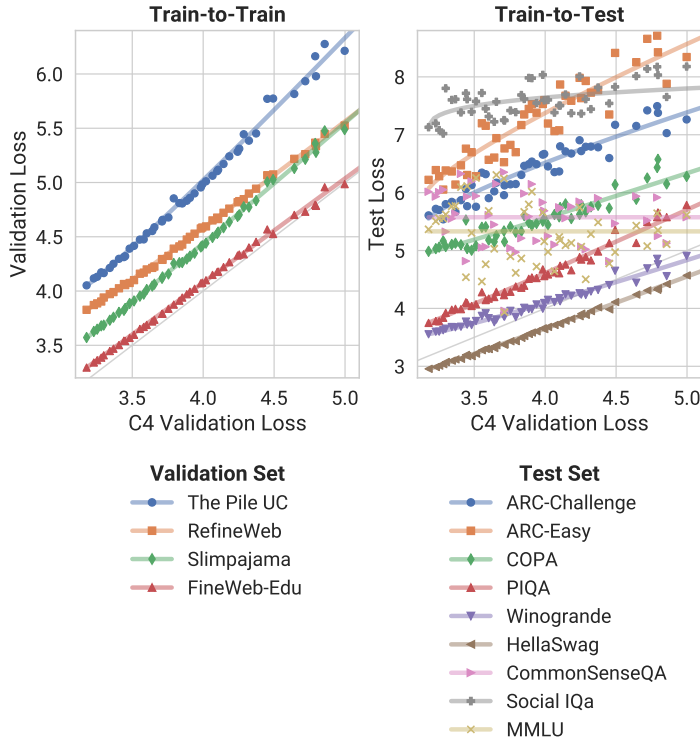 Train-to-Train
Train-to-Test
Validation Loss
6.0
5.5
5.0
4.5
4.0
3.5
3.5
4.0
4.5
5.0
C4 Validation Loss
Test Loss
8
7
6
5
4
3
3.5
4.0
4.5
5.0
C4 Validation Loss
Validation Set
The Pile UC
RefineWeb
Slimpajama
FineWeb-Edu
Test Set
ARC-Challenge
ARC-Easy
COPA
PIQA
Winogrande
HellaSwag
CommonSenseQA
Social IQa
MMLU